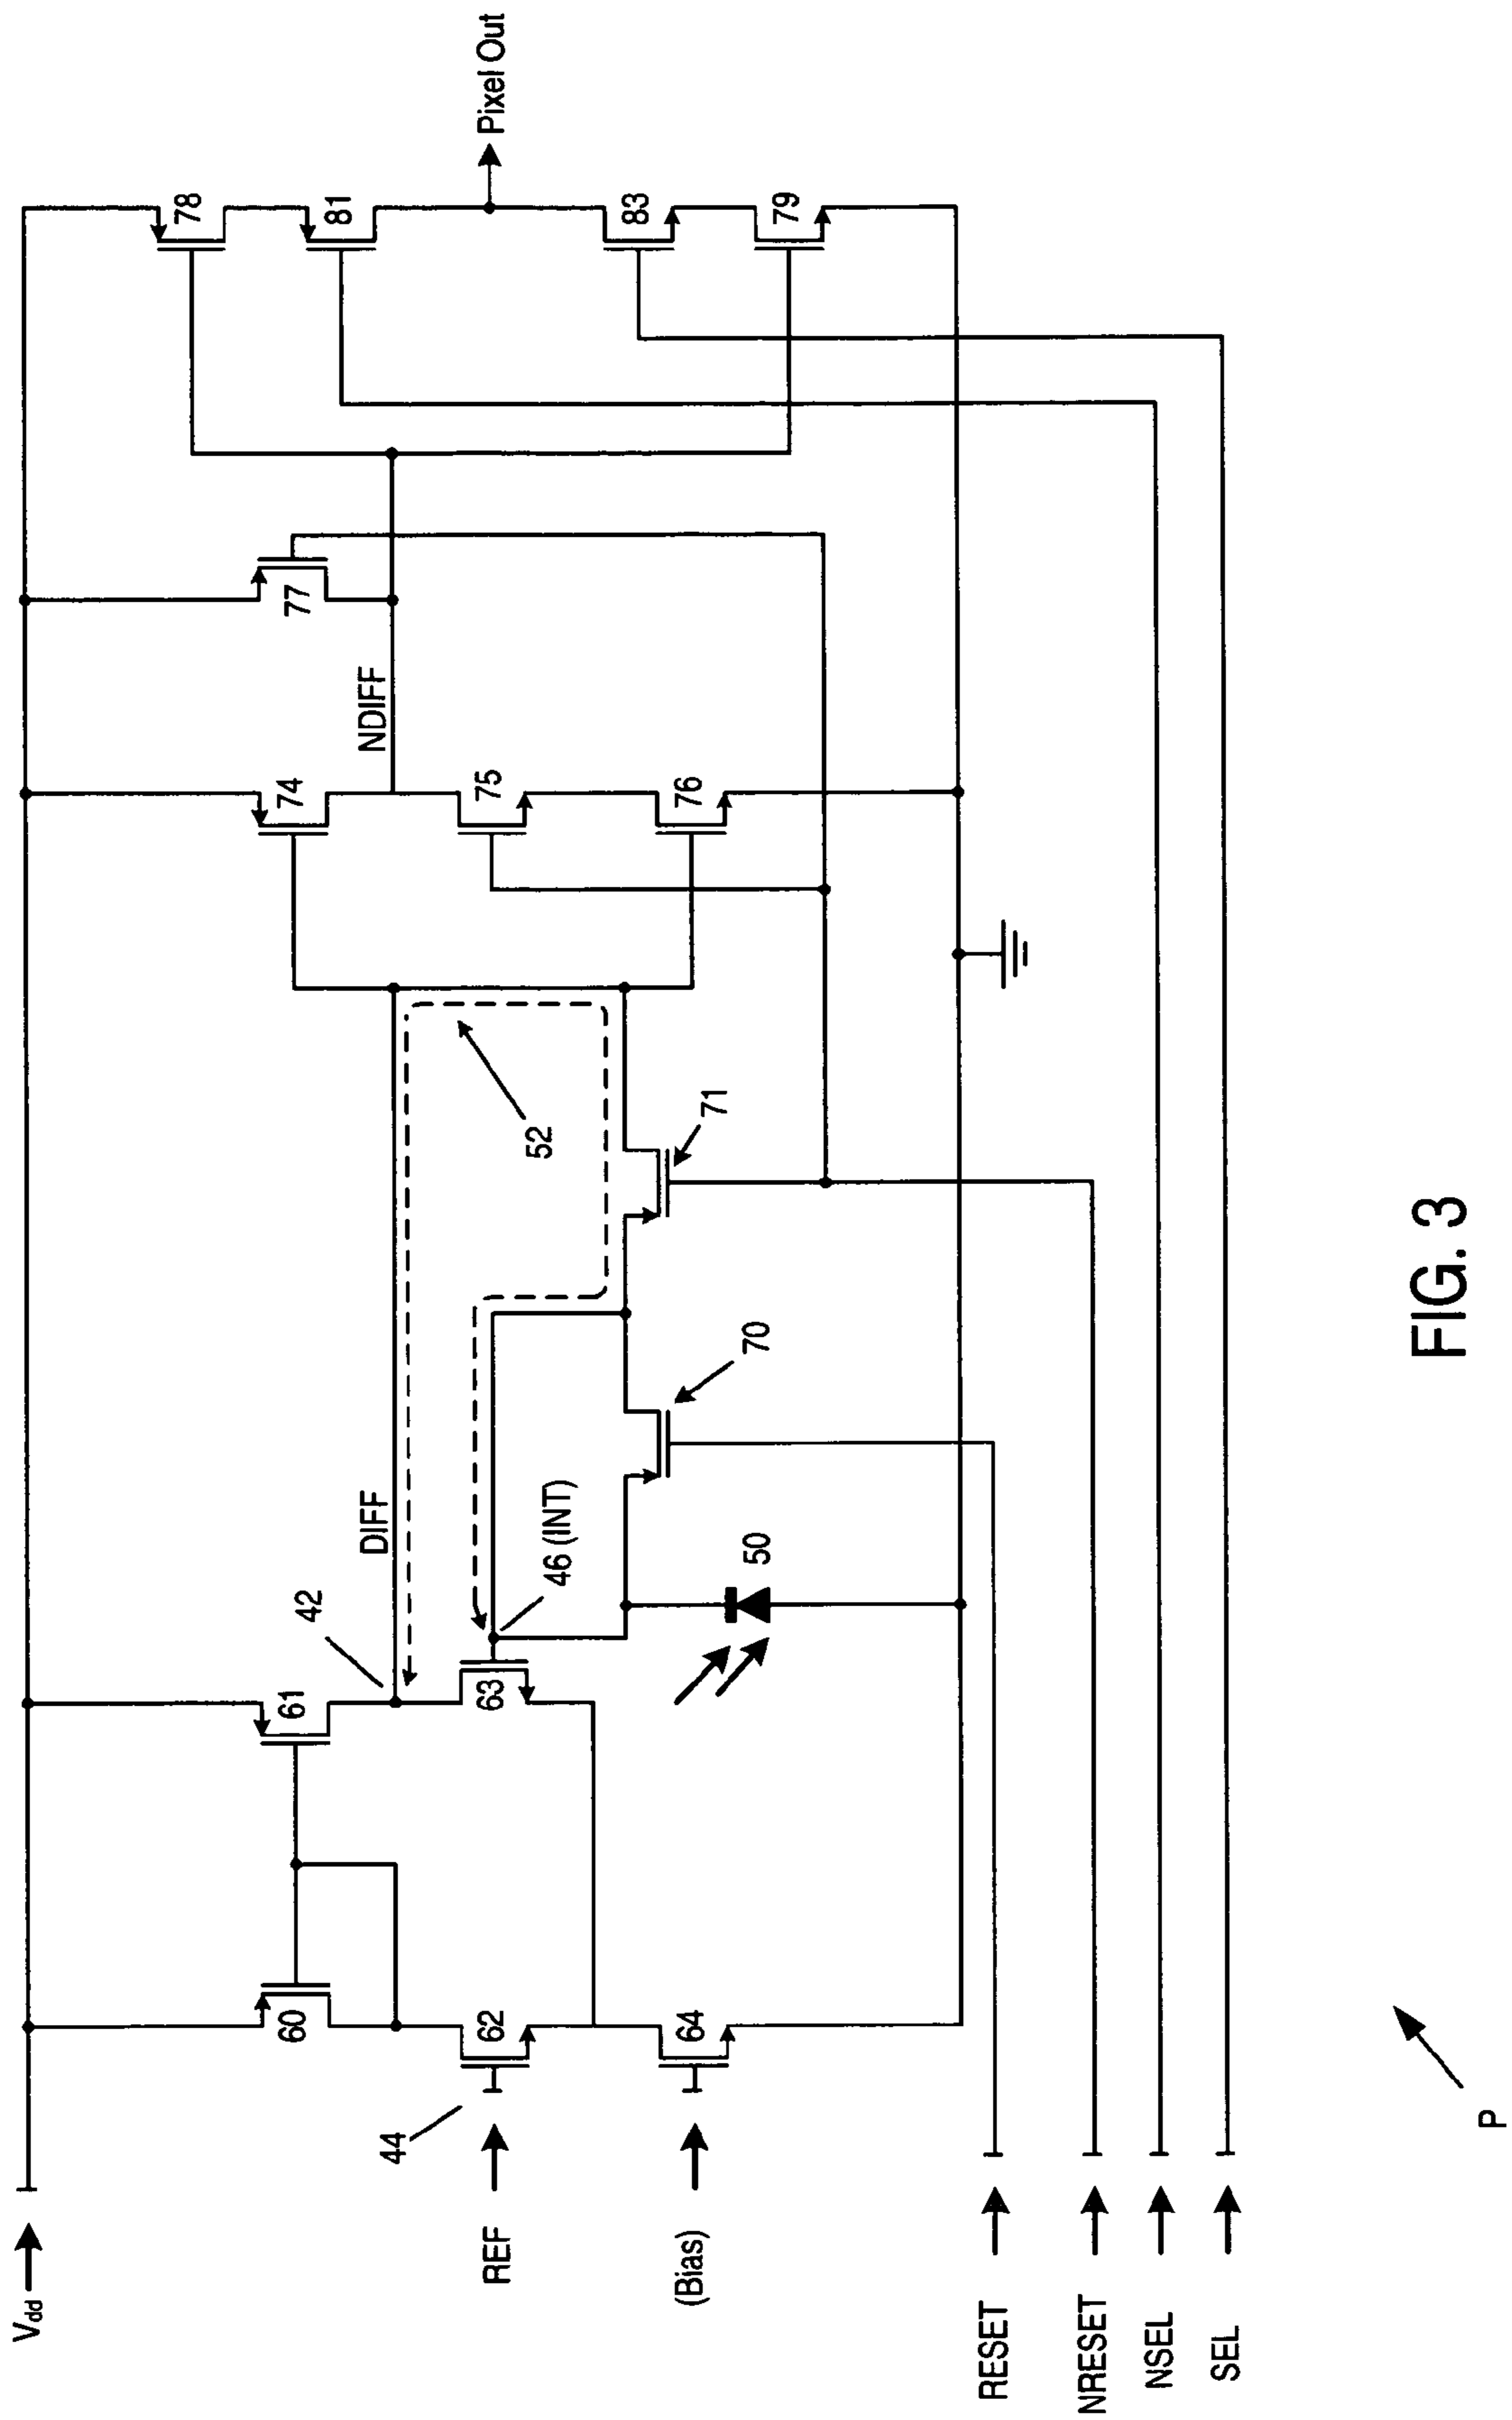 Vdd
60
61
74
77
78
81
Pixel Out
DIFF
NDIFF
42
44
REF
62
63
46 (INT)
52
75
83
(Bias)
64
50
70
71
76
79
RESET
NRESET
NSEL
SEL
P
FIG. 3